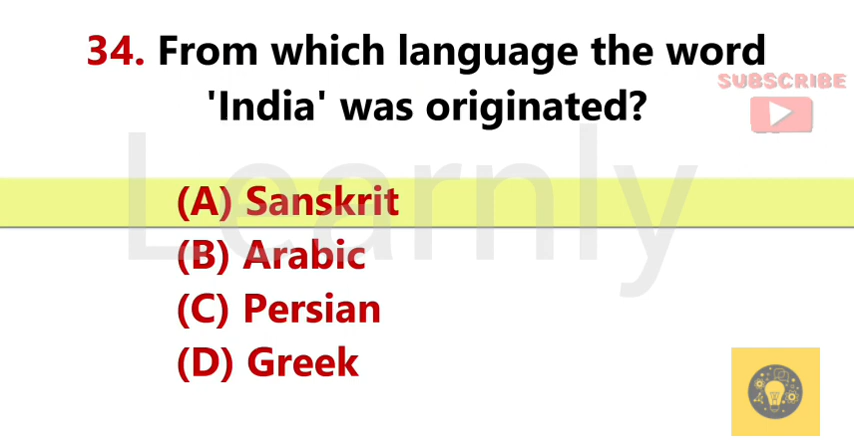 34. From which language the word
SUBSCRIBE
'India' was originated?
Learnly
(A) Sanskrit
(B) Arabic
(C) Persian
(D) Greek